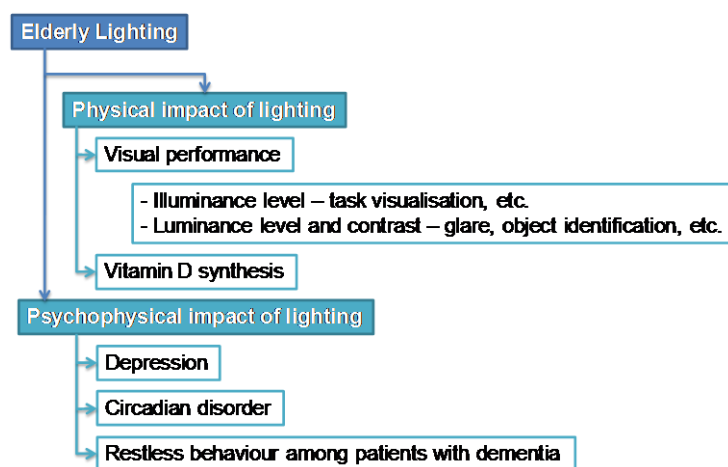 Elderly Lighting
Physical impact of lighting
Visual performance
- Illuminance level – task visualisation, etc.
- Luminance level and contrast – glare, object identification, etc.
Vitamin D synthesis
Psychophysical impact of lighting
Depression
Circadian disorder
Restless behaviour among patients with dementia